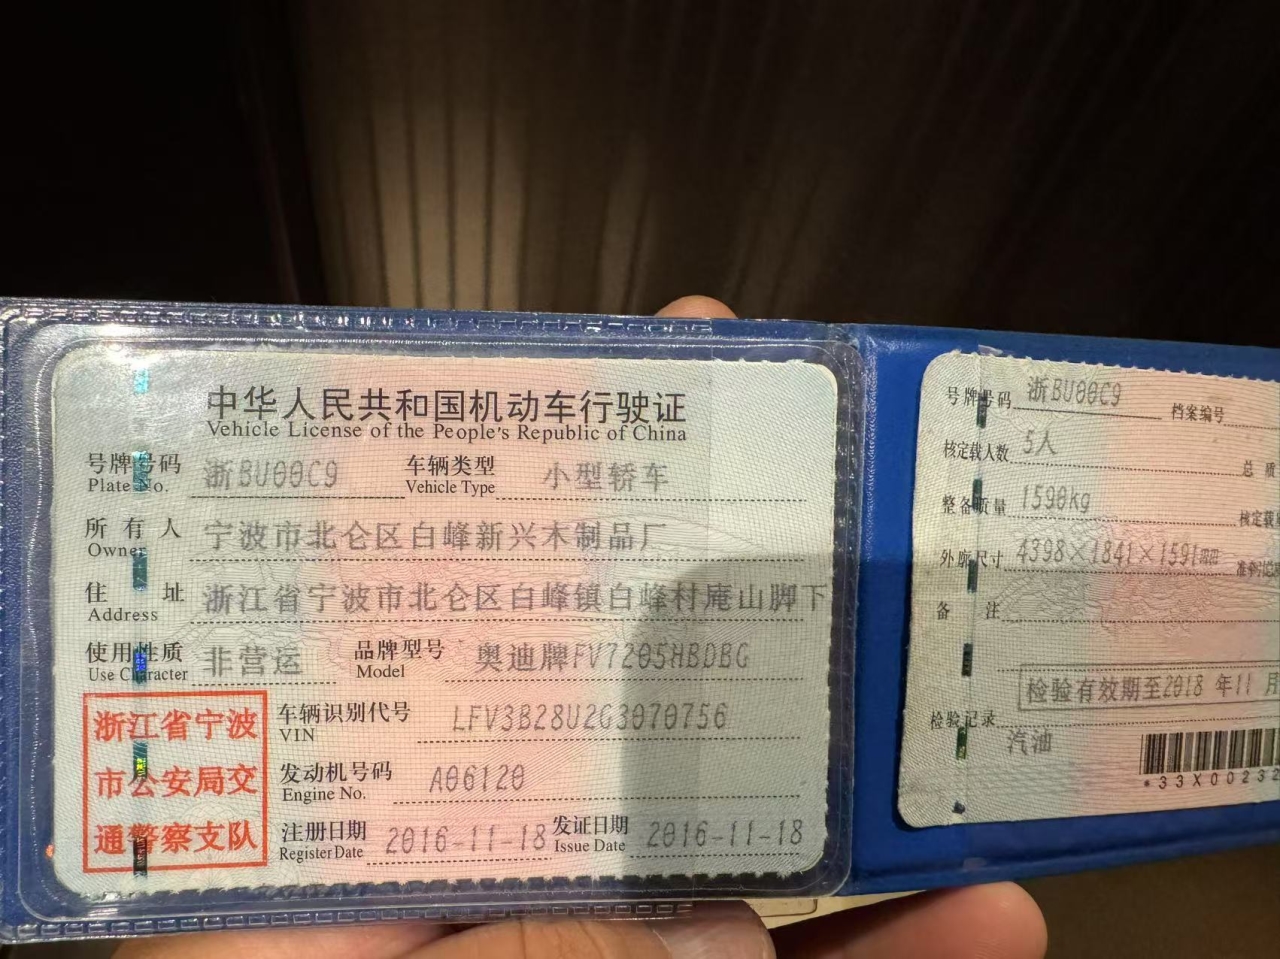 中华人民共和国机动车行驶证
Vehicle License of the People's Republic of China
号牌号码 浙BU00C9 车辆类型 小型轿车
Plate No. Vehicle Type
所有人 宁波市北仑区白峰新兴木制品厂
Owner
住址 浙江省宁波市北仑区白峰镇白峰村庵山脚下
Address
使用性质 非营运 品牌型号 奥迪牌FV7205HBDBG
Use Character Model
浙江省宁波
市公安局交
通警察支队
车辆识别代号 LFV3B28U2G3070756
VIN
发动机号码 A06120
Engine No.
注册日期 2016-11-18 发证日期 2016-11-18
Register Date Issue Date
号牌号码 浙BU00C9 档案编号
核定载人数 5人 总质
整备质量 1590kg 核定载
外廓尺寸 4398×1841×1591mm
备注
检验有效期至2018年11月
检验记录
汽油
*33X00232